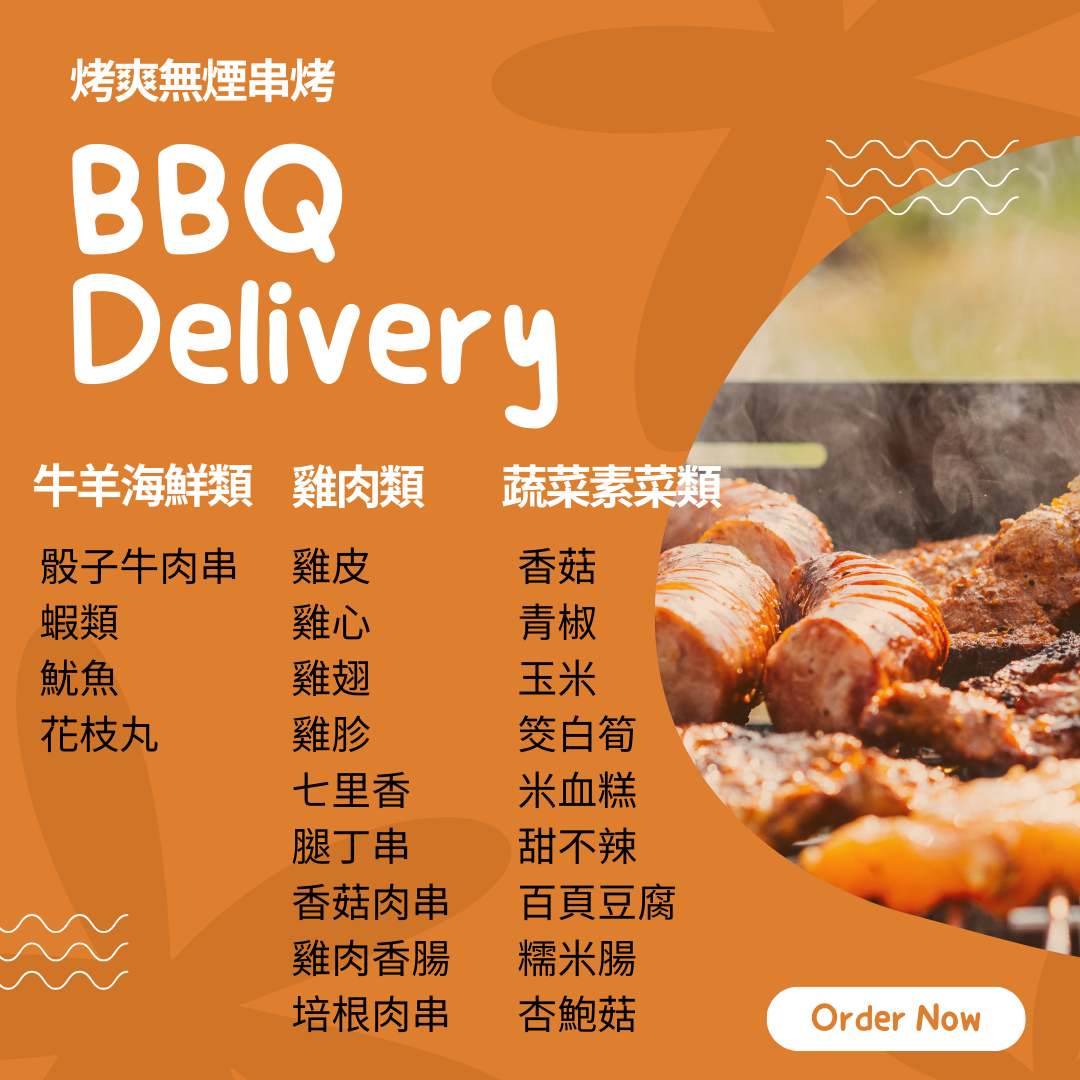 烤爽無煙串烤
BBQ
Delivery
牛羊海鮮類
骰子牛肉串
蝦類
魷魚
花枝丸
雞肉類
雞皮
雞心
雞翅
雞胗
七里香
腿丁串
香菇肉串
雞肉香腸
培根肉串
蔬菜素菜類
香菇
青椒
玉米
筊白筍
米血糕
甜不辣
百頁豆腐
糯米腸
杏鮑菇
Order Now